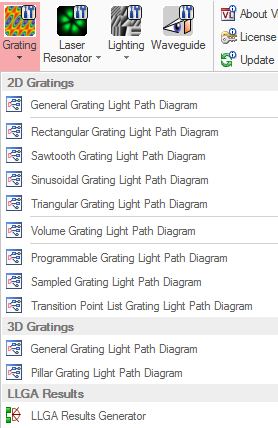 Grating
Laser
Resonator
Lighting
Waveguide
About V
License
Update
2D Gratings
General Grating Light Path Diagram
Rectangular Grating Light Path Diagram
Sawtooth Grating Light Path Diagram
Sinusoidal Grating Light Path Diagram
Triangular Grating Light Path Diagram
Volume Grating Light Path Diagram
Programmable Grating Light Path Diagram
Sampled Grating Light Path Diagram
Transition Point List Grating Light Path Diagram
3D Gratings
General Grating Light Path Diagram
Pillar Grating Light Path Diagram
LLGA Results
LLGA Results Generator